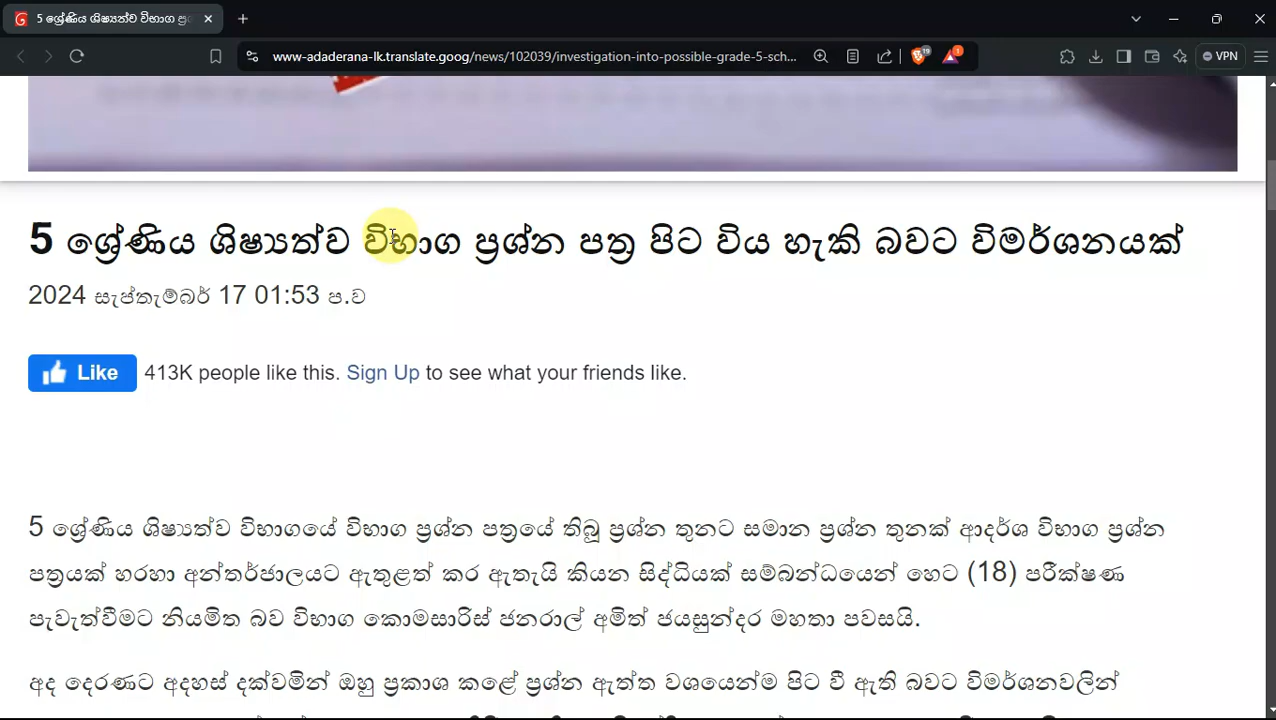 5 ශ්‍රේණිය ශිෂ්‍යත්ව විභාග ප්‍ර
www-adaderana-lk.translate.goog/news/102039/investigation-into-possible-grade-5-sch...
19
1
VPN
5 ශ්‍රේණිය ශිෂ්‍යත්ව විභාග ප්‍රශ්න පත්‍ර පිට විය හැකි බවට විමර්ශනයක්
2024 සැප්තැම්බර් 17 01:53 ප.ව
Like 413K people like this. Sign Up to see what your friends like.
5 ශ්‍රේණිය ශිෂ්‍යත්ව විභාගයේ විභාග ප්‍රශ්න පත්‍රයේ තිබූ ප්‍රශ්න තුනට සමාන ප්‍රශ්න තුනක් ආදර්ශ විභාග ප්‍රශ්න
පත්‍රයක් හරහා අන්තර්ජාලයට ඇතුළත් කර ඇතැයි කියන සිද්ධියක් සම්බන්ධයෙන් හෙට (18) පරීක්ෂණ
පැවැත්වීමට නියමිත බව විභාග කොමසාරිස් ජනරාල් අමිත් ජයසුන්දර මහතා පවසයි.
අද දෙරණට අදහස් දක්වමින් ඔහු ප්‍රකාශ කළේ ප්‍රශ්න ඇත්ත වශයෙන්ම පිට වී ඇති බවට විමර්ශනවලින්